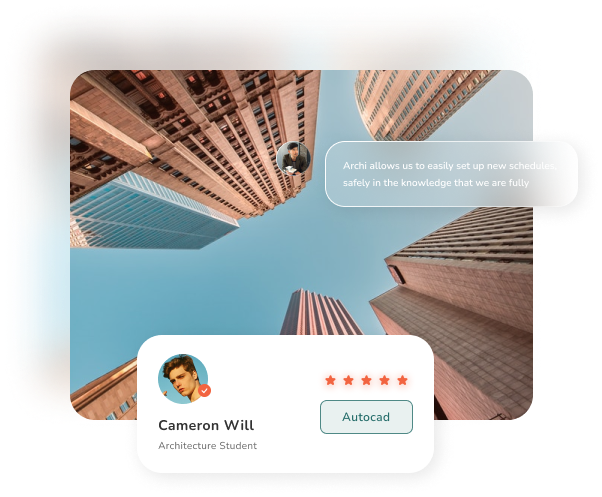 Archi allows us to easily set up new schedules,
safely in the knowledge that we are fully
Cameron Will
Architecture Student
Autocad